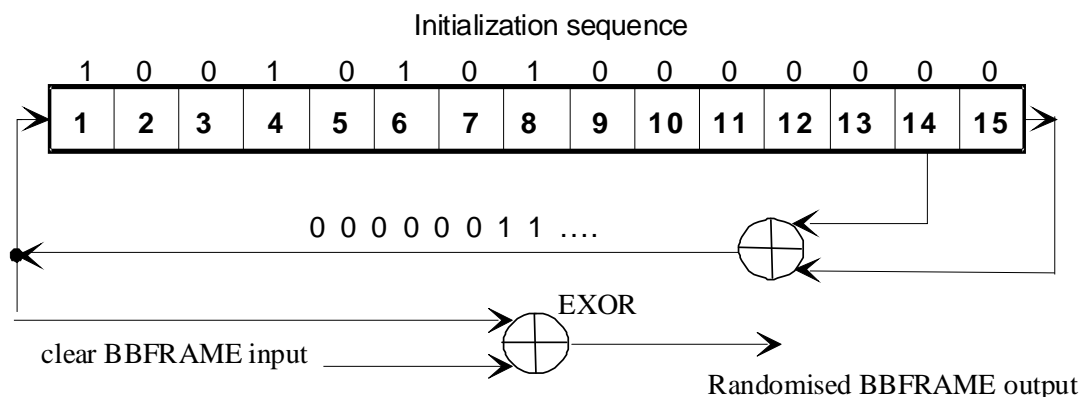 Initialization sequence
1 0 0 1 0 1 0 1 0 0 0 0 0 0 0
1 2 3 4 5 6 7 8 9 10 11 12 13 14 15
0 0 0 0 0 0 1 1 ....
EXOR
clear BBFRAME input
Randomised BBFRAME output